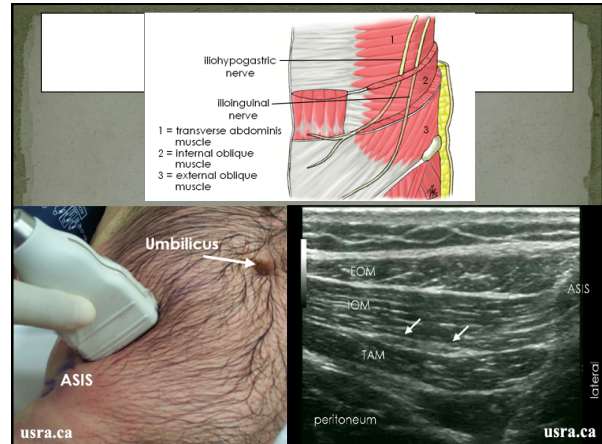 1
iliohypogastric
nerve
2
ilioinguinal
nerve
3
1 = transverse abdominis
muscle
2 = internal oblique
muscle
3 = external oblique
muscle
Umbilicus
ASIS
usra.ca
EOM
ASIS
IOM
TAM
lateral
peritoneum
usra.ca